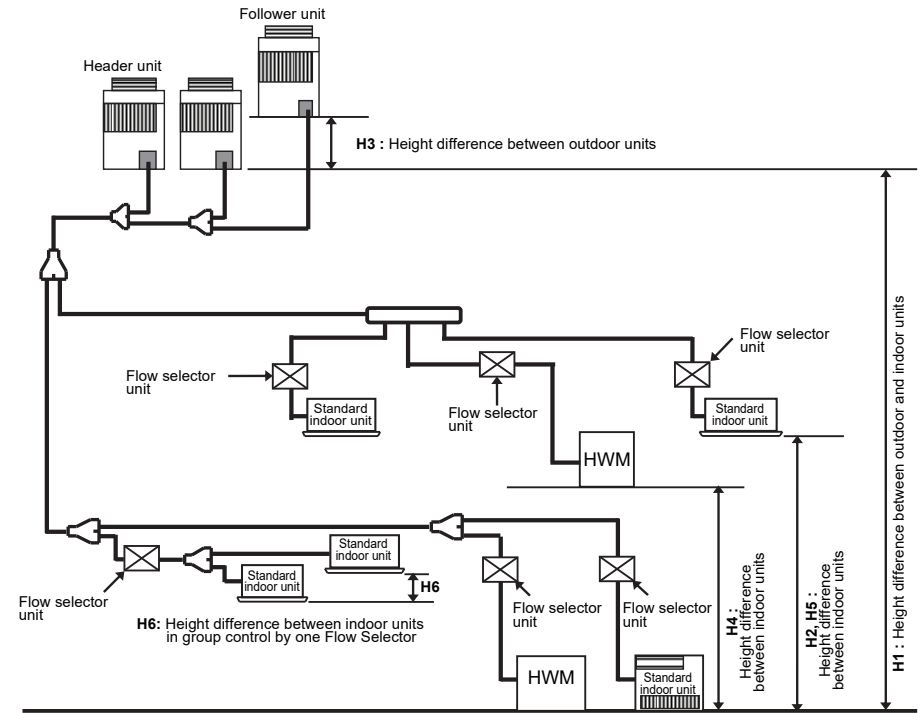 Follower unit
Header unit
H3 : Height difference between outdoor units
Flow selector
unit
Flow selector
unit
Flow selector
unit
Standard
indoor unit
Standard
indoor unit
HWM
Standard
indoor unit
Standard
indoor unit
H6
Flow selector
unit
H6: Height difference between indoor units
in group control by one Flow Selector
Flow selector
unit
Flow selector
unit
HWM
Standard
indoor unit
H4 :
Height difference
between indoor units
H2, H5 :
Height difference
between indoor units
H1 : Height difference between outdoor and indoor units